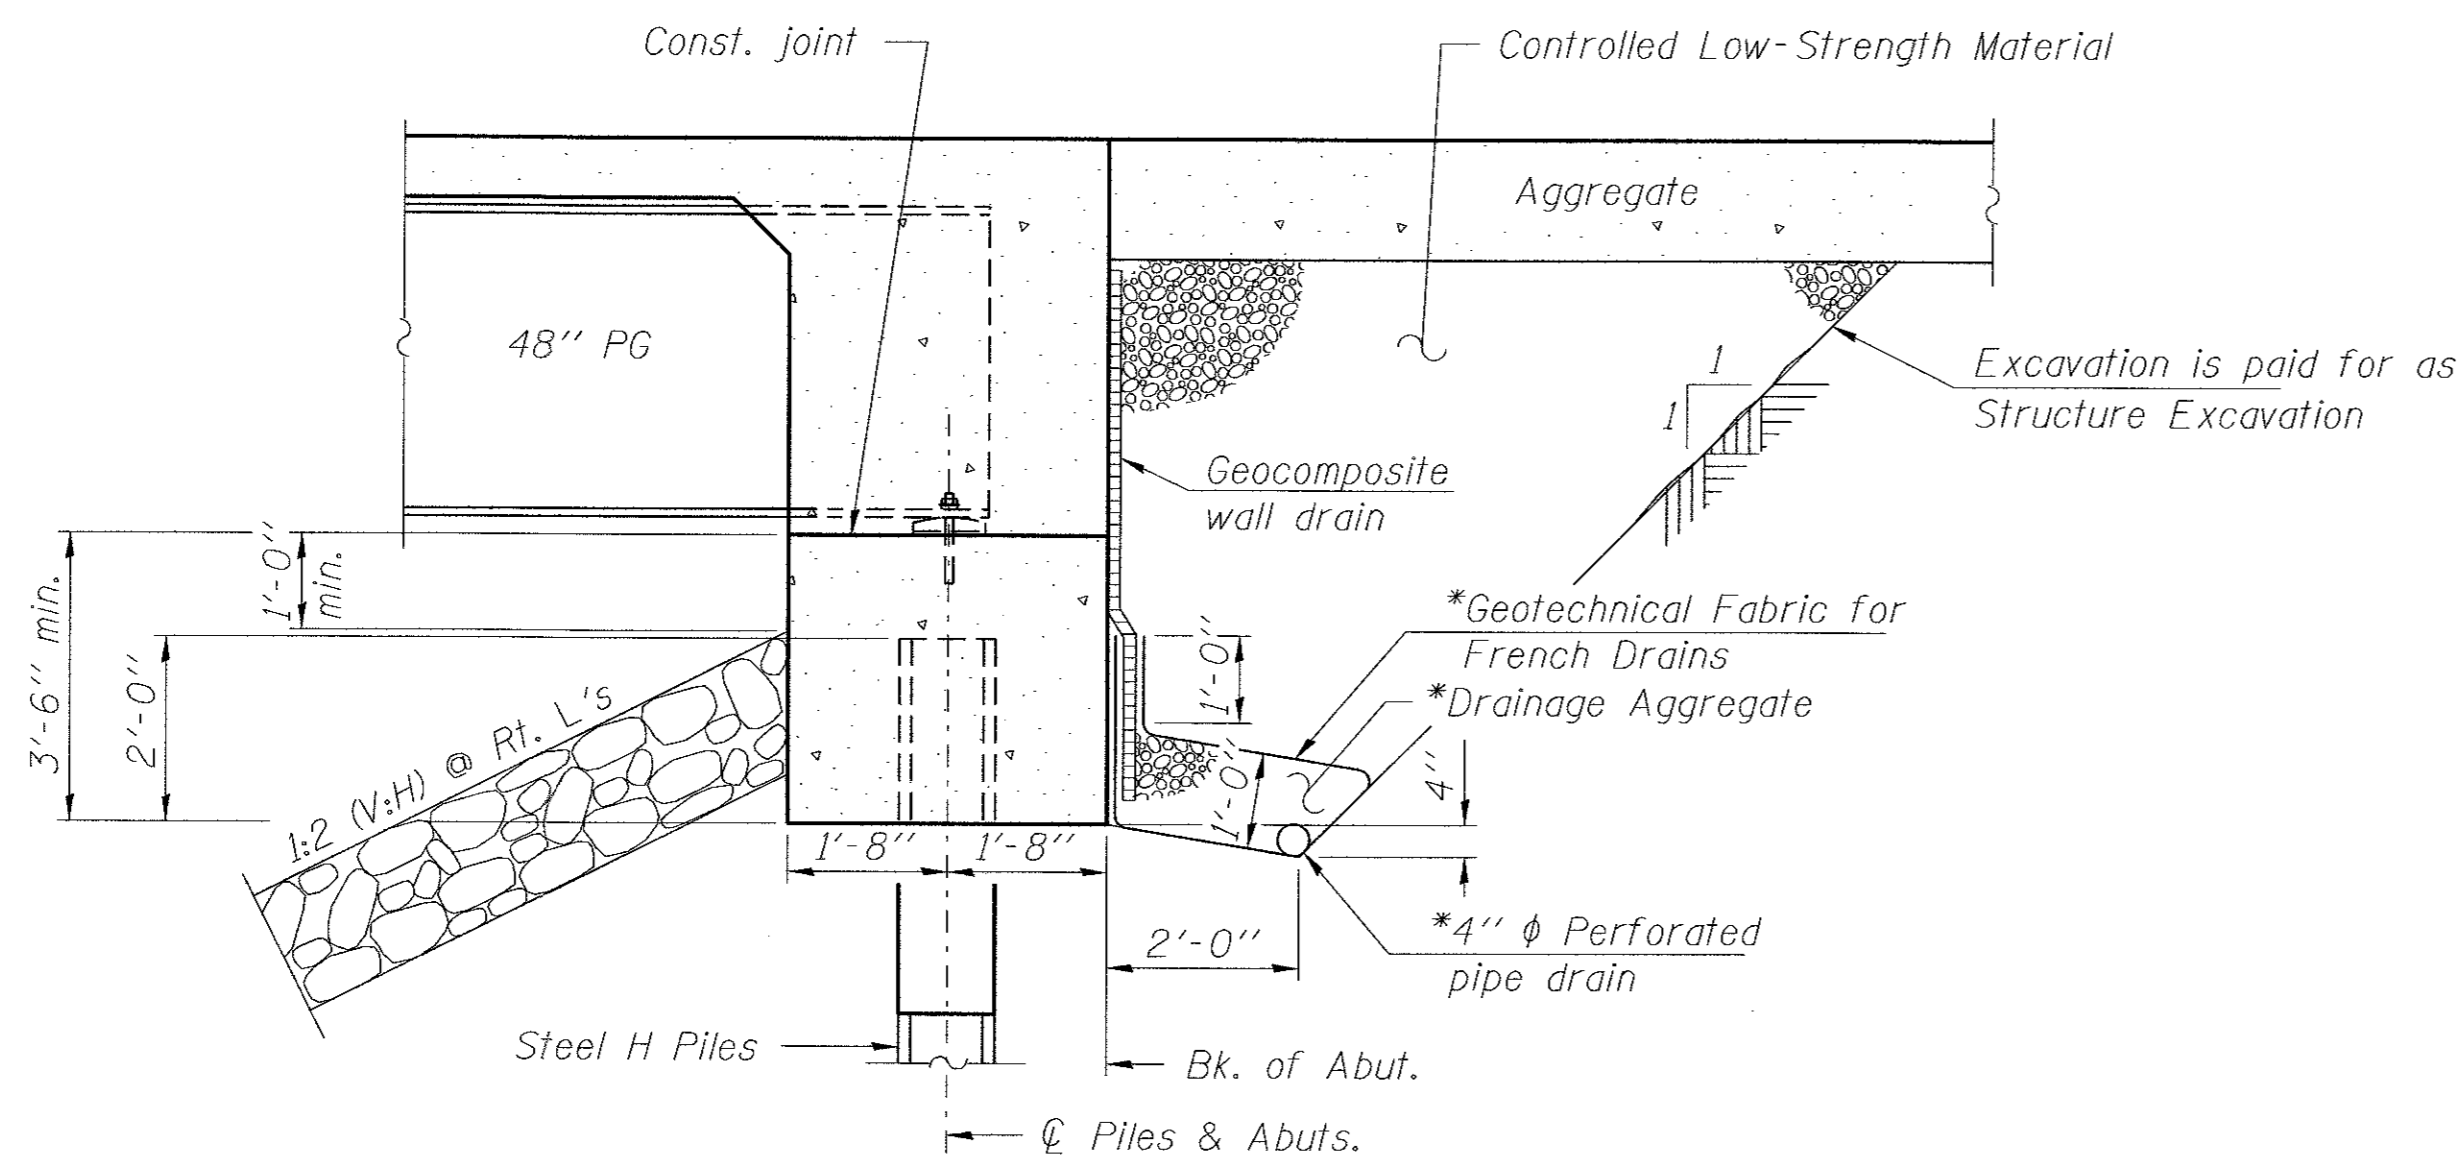 Const. joint
Controlled Low-Strength Material
Aggregate
48" PG
Excavation is paid for as
Structure Excavation
1
1
Geocomposite
wall drain
1'-0"
min.
3'-6" min.
2'-0"
*Geotechnical Fabric for
French Drains
1'-0"
*Drainage Aggregate
1:2 (V:H) @ Rt. L's
1'-0"
4"
1'-8"
1'-8"
*4" ϕ Perforated
pipe drain
2'-0"
Steel H Piles
Bk. of Abut.
℄ Piles & Abuts.